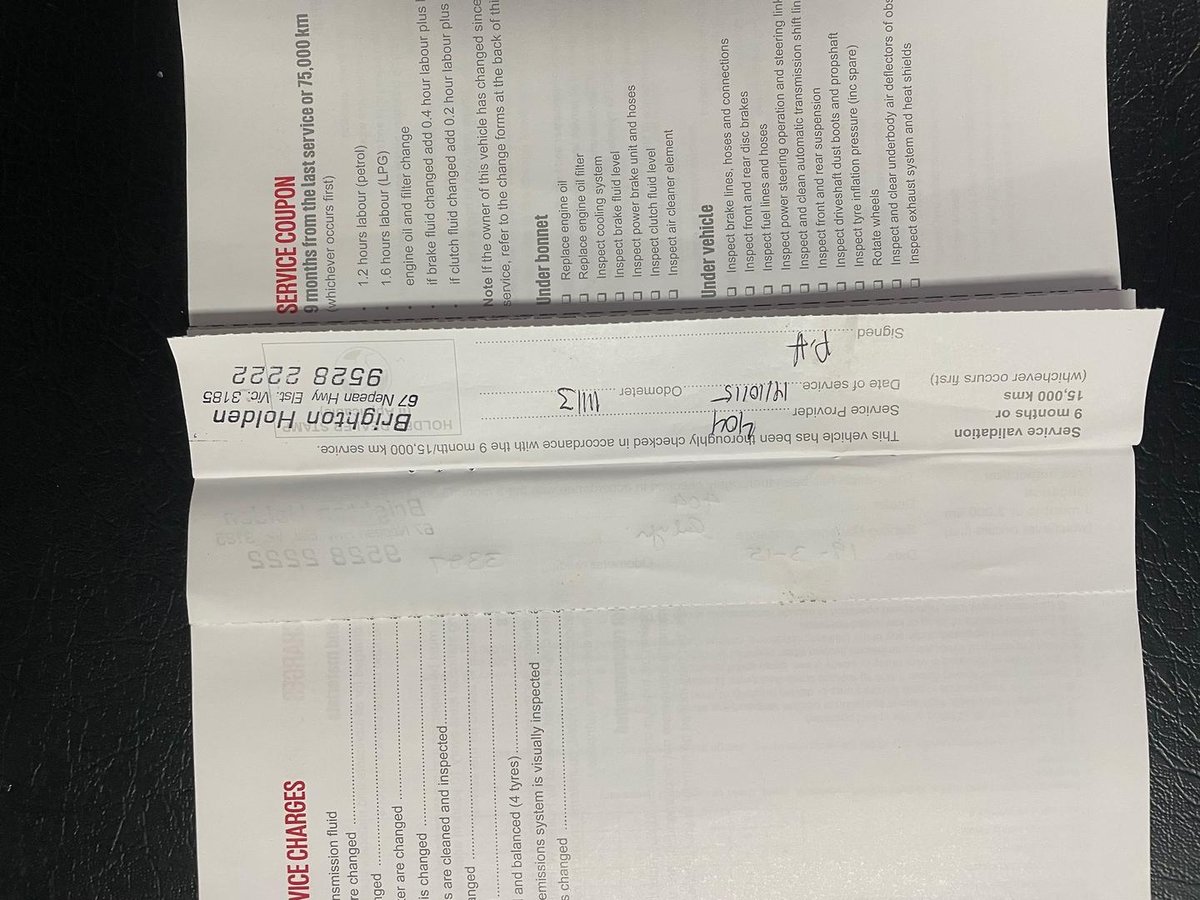 SERVICE COUPON
9 months from the last service or 75,000 km
(whichever occurs first)
1.2 hours labour (petrol)
1.6 hours labour (LPG)
engine oil and filter change
if brake fluid changed add 0.4 hour labour plus
if clutch fluid changed add 0.2 hour labour plus
Note If the owner of this vehicle has changed since
service, refer to the change forms at the back of this
Under bonnet
Replace engine oil
Replace engine oil filter
Inspect cooling system
Inspect brake fluid level
Inspect power brake unit and hoses
Inspect clutch fluid level
Inspect air cleaner element
Under vehicle
Inspect brake lines, hoses and connections
Inspect front and rear disc brakes
Inspect fuel lines and hoses
Inspect power steering operation and steering link
Inspect and clean automatic transmission shift lin
Inspect front and rear suspension
Inspect driveshaft dust boots and propshaft
Inspect tyre inflation pressure (inc spare)
Rotate wheels
Inspect and clear underbody air deflectors of obs
Inspect exhaust system and heat shields
Service validation
9 months or
15,000 kms
(whichever occurs first)
This vehicle has been thoroughly checked in accordance with the 9 month/15,000 km service.
Service Provider
Date of service 14/10/15 Odometer 11113
Signed P.A
Brighton Holden
67 Nepean Hwy Elst. Vic. 3185
9528 2222
VICE CHARGES
nsmission fluid
re changed
nged
er are changed
is changed
s are cleaned and inspected
anged
and balanced (4 tyres)
emissions system is visually inspected
s changed